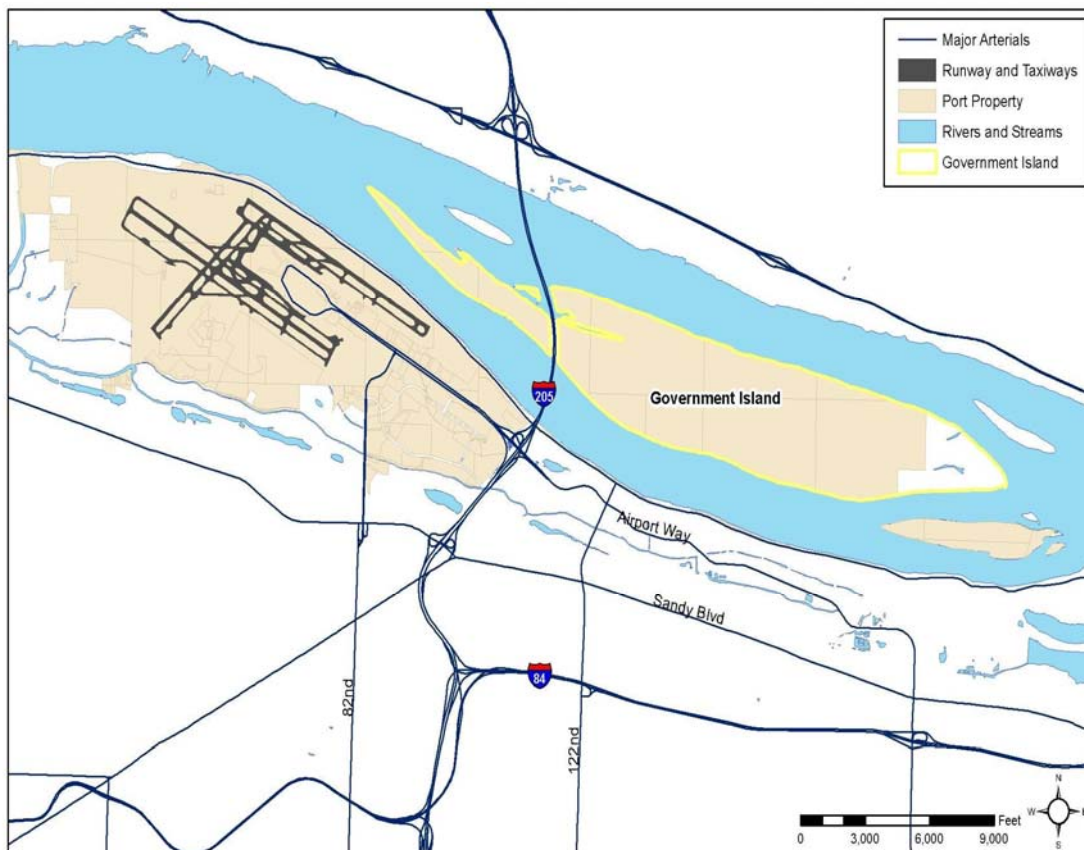 Major Arterials
Runway and Taxiways
Port Property
Rivers and Streams
Government Island
205
Government Island
Airport Way
Sandy Blvd
84
82nd
122nd
N
W
E
S
Feet
0 3,000 6,000 9,000